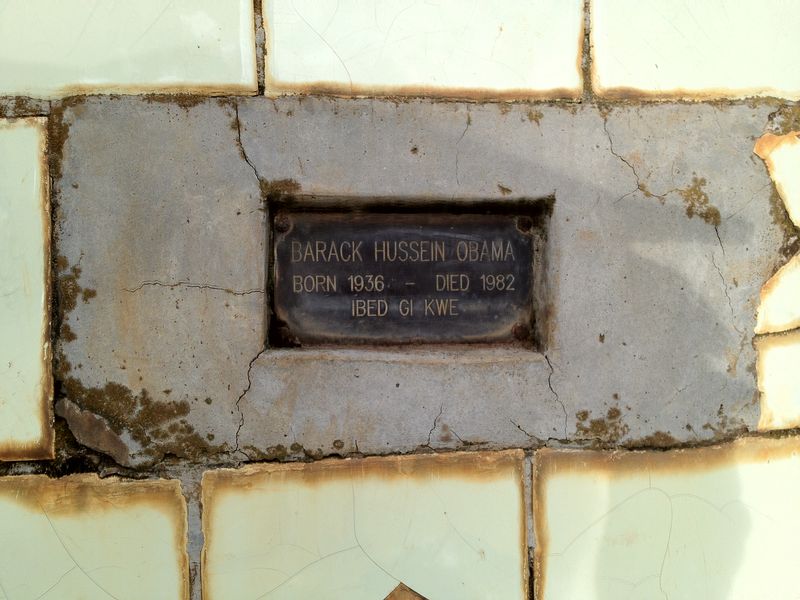 BARACK HUSSEIN OBAMA
BORN 1936 - DIED 1982
IBED GI KWE